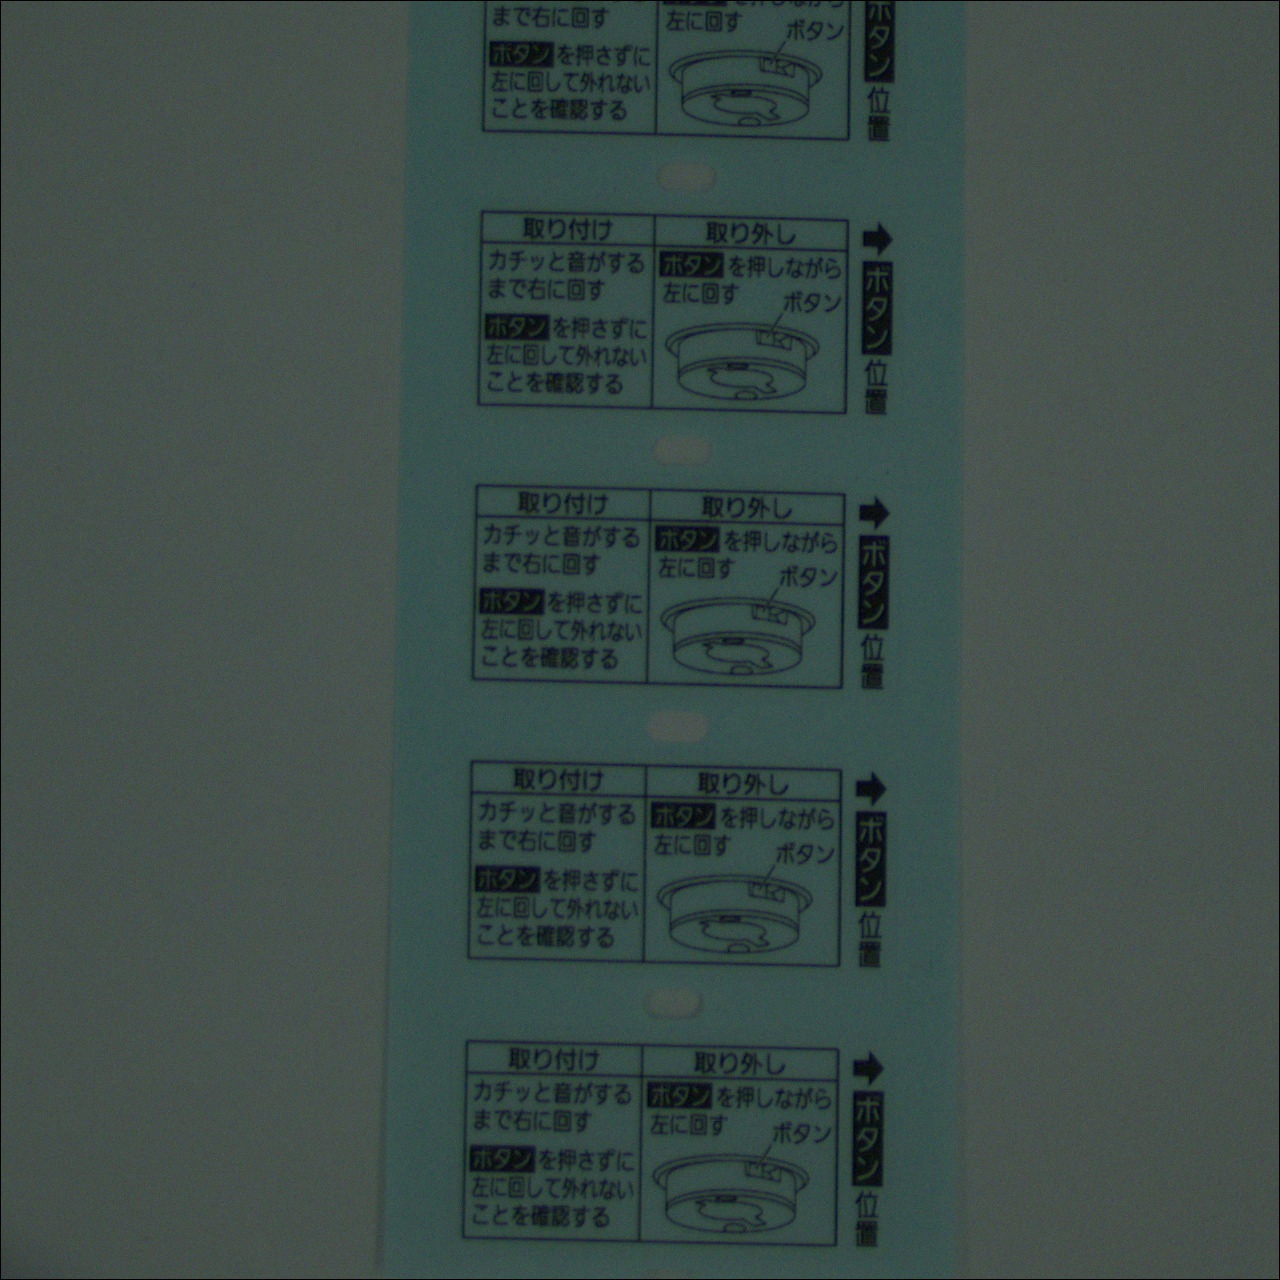 まで右に回す
ボタンを押さずに
左に回して外れない
ことを確認する
左に回す
ボタン
ボタン位置
取り付け
カチッと音がする
まで右に回す
ボタンを押さずに
左に回して外れない
ことを確認する
取り外し
ボタンを押しながら
左に回す
ボタン
➡ボタン位置
取り付け
カチッと音がする
まで右に回す
ボタンを押さずに
左に回して外れない
ことを確認する
取り外し
ボタンを押しながら
左に回す
ボタン
➡ボタン位置
取り付け
カチッと音がする
まで右に回す
ボタンを押さずに
左に回して外れない
ことを確認する
取り外し
ボタンを押しながら
左に回す
ボタン
➡ボタン位置
取り付け
カチッと音がする
まで右に回す
ボタンを押さずに
左に回して外れない
ことを確認する
取り外し
ボタンを押しながら
左に回す
ボタン
➡ボタン位置